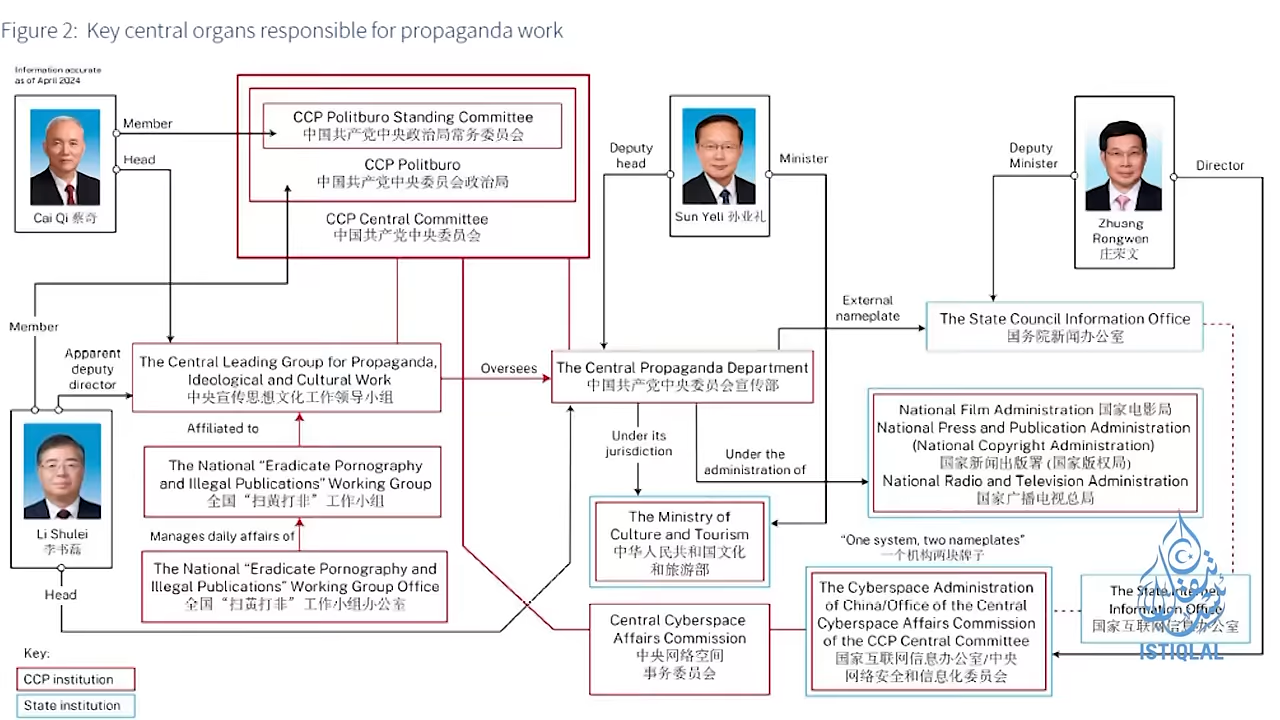 Figure 2: Key central organs responsible for propaganda work
Information accurate
as of April 2024
Member
Head
Cai Qi 蔡奇
CCP Politburo Standing Committee
中国共产党中央政治局常务委员会
CCP Politburo
中国共产党中央委员会政治局
CCP Central Committee
中国共产党中央委员会
Deputy
head
Minister
Sun Yeli 孙业礼
Deputy
Minister
Director
Zhuang
Rongwen
庄荣文
Member
Apparent
deputy
director
The Central Leading Group for Propaganda,
Ideological and Cultural Work
中央宣传思想文化工作领导小组
Oversees
The Central Propaganda Department
中国共产党中央委员会宣传部
External
nameplate
The State Council Information Office
国务院新闻办公室
Affiliated to
The National “Eradicate Pornography
and Illegal Publications” Working Group
全国“扫黄打非”工作小组
Manages daily affairs of
The National “Eradicate Pornography and
Illegal Publications” Working Group Office
全国“扫黄打非”工作小组办公室
Li Shulei
李书磊
Head
Under its
jurisdiction
Under the
administration of
National Film Administration 国家电影局
National Press and Publication Administration
(National Copyright Administration)
国家新闻出版署 (国家版权局)
National Radio and Television Administration
国家广播电视总局
The Ministry of
Culture and Tourism
中华人民共和国文化
和旅游部
“One system, two nameplates”
一个机构两块牌子
Central Cyberspace
Affairs Commission
中央网络空间
事务委员会
The Cyberspace Administration
of China/Office of the Central
Cyberspace Affairs Commission
of the CCP Central Committee
国家互联网信息办公室/中央
网络安全和信息化委员会
The State Internet
Information Office
国家互联网信息办公室
ISTIQLAL
Key:
CCP institution
State institution